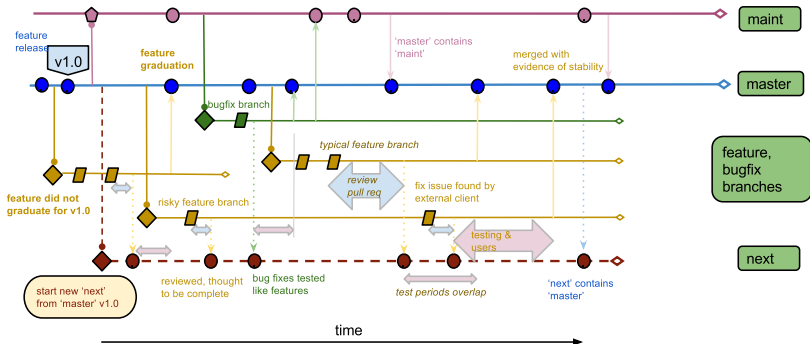 maint
feature
release
'master' contains
'maint'
feature
graduation
merged with
evidence of stability
v1.0
master
bugfix branch
typical feature branch
feature,
bugfix
branches
review
pull req
fix issue found by
external client
feature did not
graduate for v1.0
risky feature branch
testing &
users
next
start new 'next'
from 'master' v1.0
reviewed, thought
to be complete
bug fixes tested
like features
test periods overlap
'next' contains
'master'
time